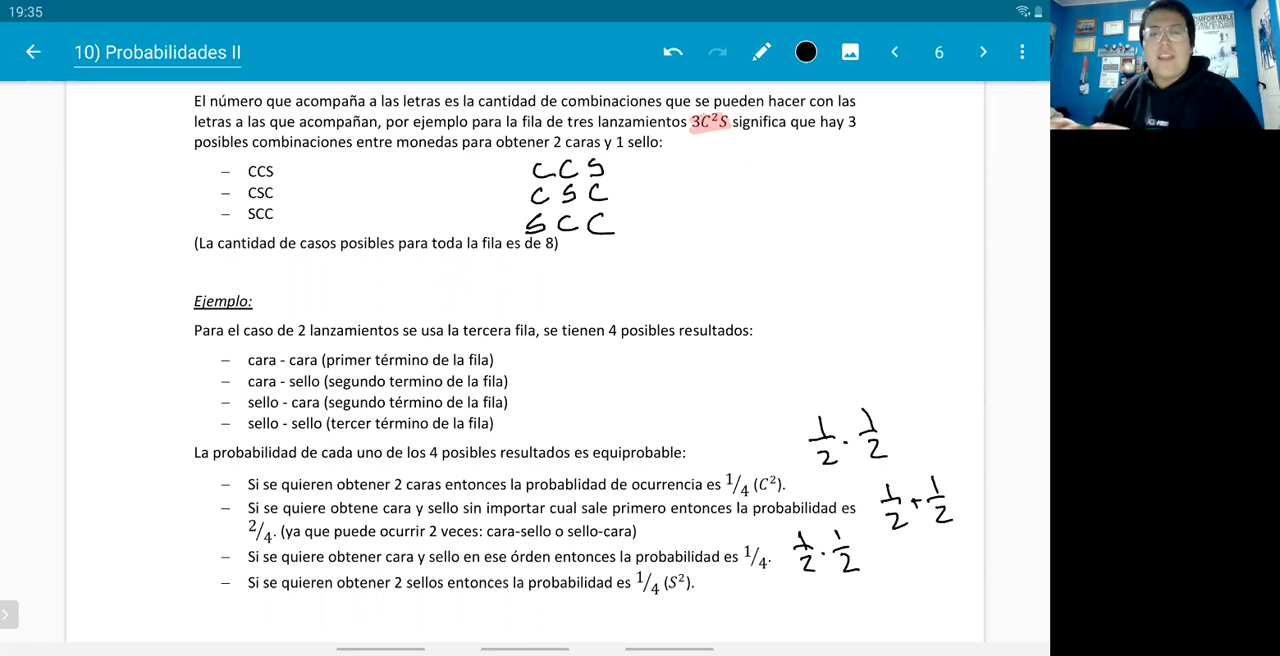 19:35
10) Probabilidades II
6
El número que acompaña a las letras es la cantidad de combinaciones que se pueden hacer con las
letras a las que acompañan, por ejemplo para la fila de tres lanzamientos 3C²S significa que hay 3
posibles combinaciones entre monedas para obtener 2 caras y 1 sello:
– CCS
– CSC
– SCC
C C S
C S C
S C C
(La cantidad de casos posibles para toda la fila es de 8)
Ejemplo:
Para el caso de 2 lanzamientos se usa la tercera fila, se tienen 4 posibles resultados:
– cara - cara (primer término de la fila)
– cara - sello (segundo termino de la fila)
– sello - cara (segundo término de la fila)
– sello - sello (tercer término de la fila)
1/2 · 1/2
La probabilidad de cada uno de los 4 posibles resultados es equiprobable:
– Si se quieren obtener 2 caras entonces la probablidad de ocurrencia es 1/4 (C²).
– Si se quiere obtene cara y sello sin importar cual sale primero entonces la probabilidad es
2/4. (ya que puede ocurrir 2 veces: cara-sello o sello-cara)
1/2 + 1/2
– Si se quiere obtener cara y sello en ese órden entonces la probabilidad es 1/4.
1/2 · 1/2
– Si se quieren obtener 2 sellos entonces la probabilidad es 1/4 (S²).